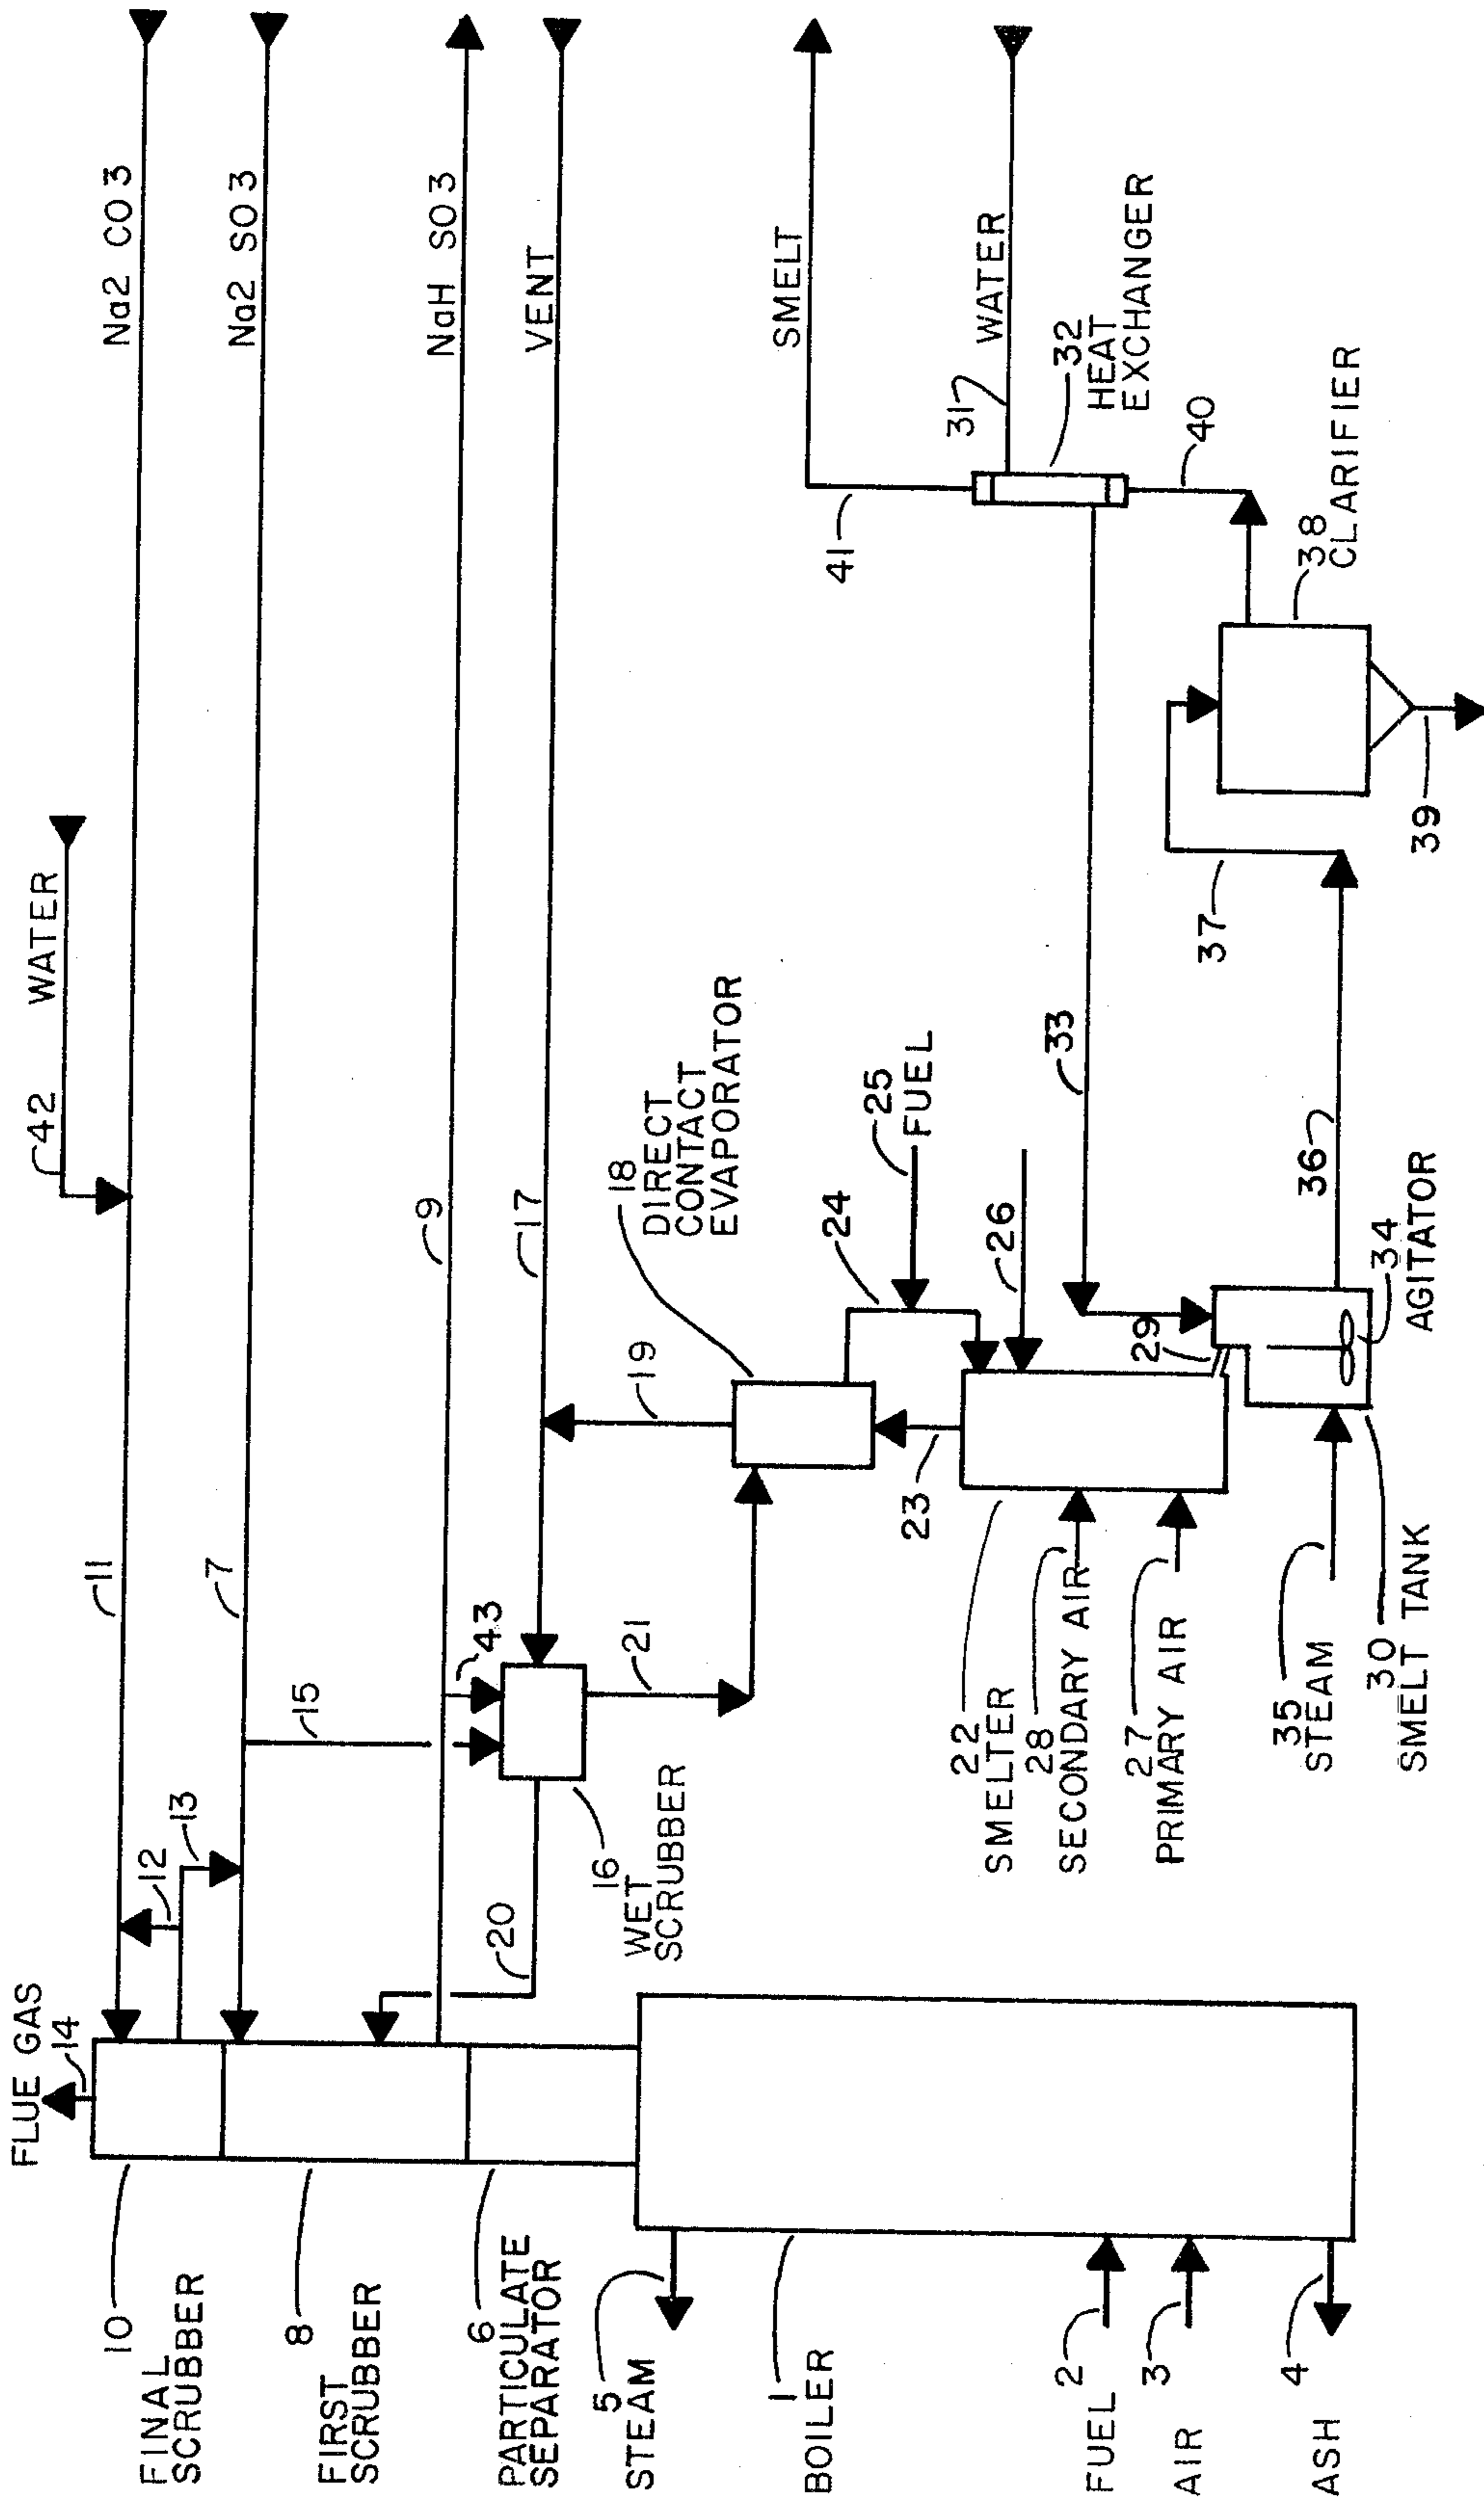 FLUE GAS
14
10
FINAL
SCRUBBER
8
FIRST
SCRUBBER
6
PARTICULATE
SEPARATOR
5
STEAM
1
BOILER
2
FUEL
3
AIR
4
ASH
12
13
11
7
15
20
16
WET
SCRUBBER
43
21
9
17
42
WATER
Na2 CO3
Na2 SO3
NaH SO3
VENT
18
DIRECT
CONTACT
EVAPORATOR
19
24
25
FUEL
26
23
22
SMELTER
28
SECONDARY AIR
27
PRIMARY AIR
29
35
STEAM
30
SMELT TANK
34
AGITATOR
33
36
37
38
CLARIFIER
39
40
41
31
32
HEAT
EXCHANGER
SMELT
WATER